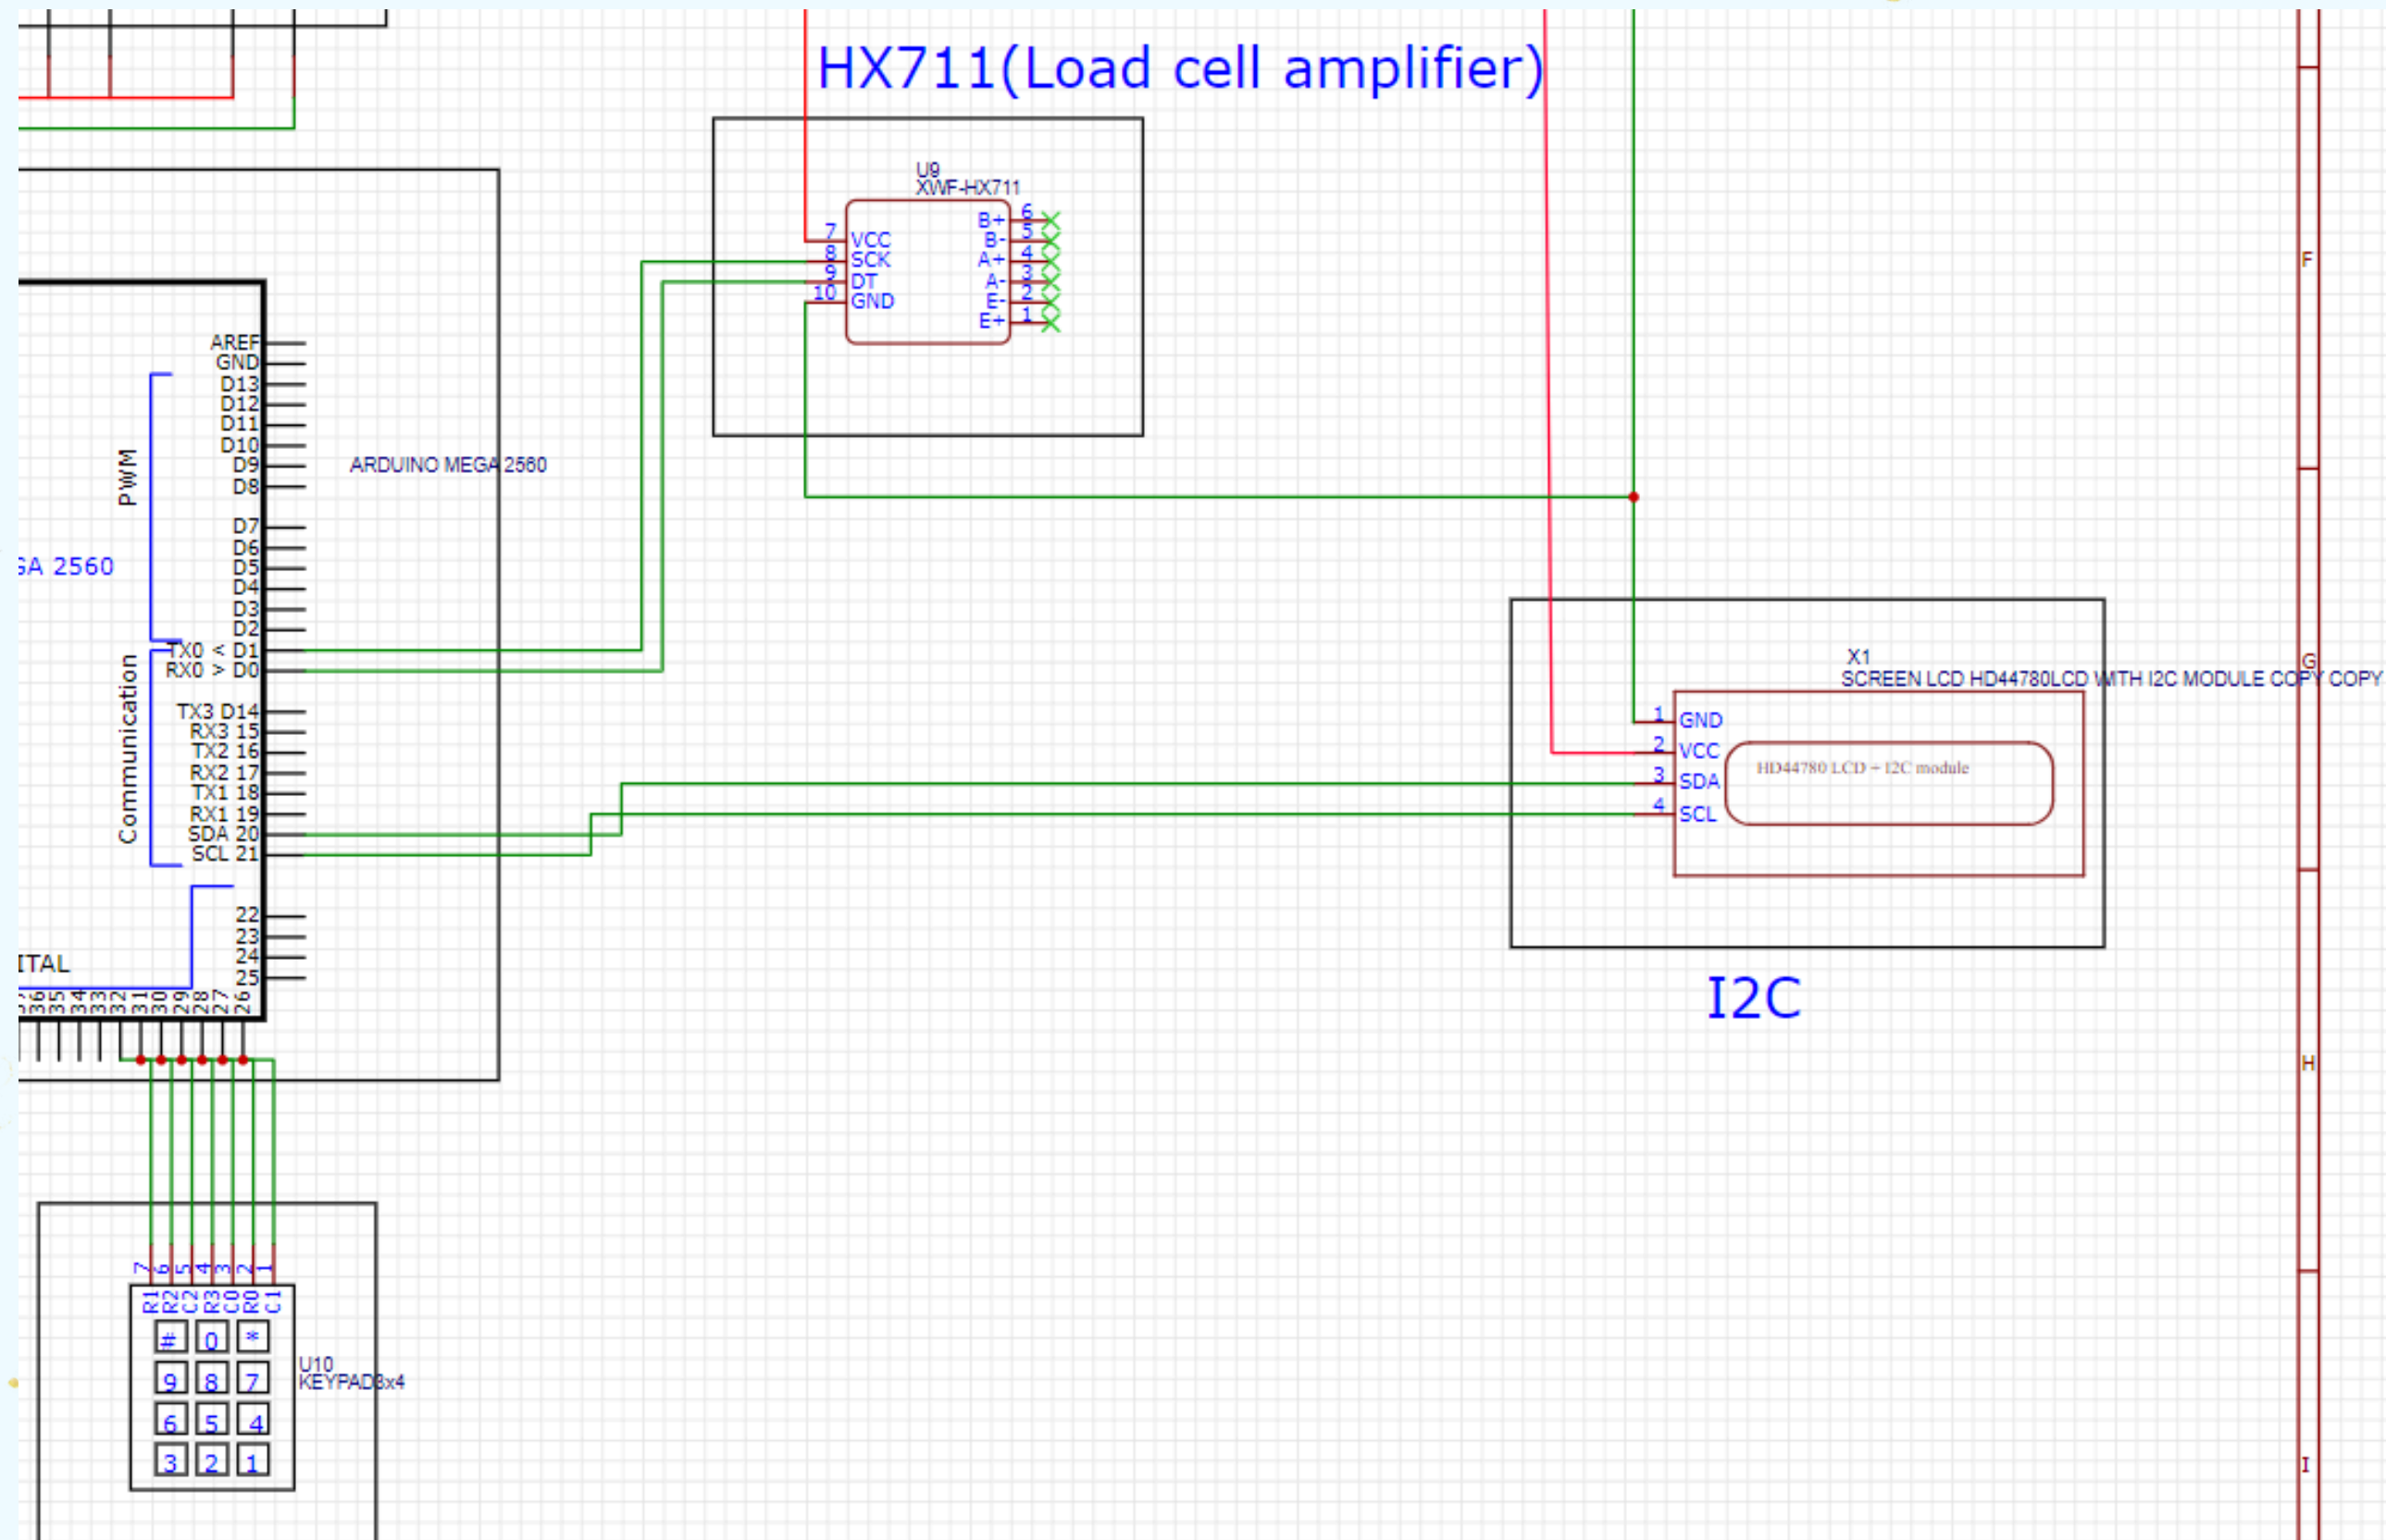 HX711(Load cell amplifier)
U9
XWF-HX711
7 VCC
8 SCK
9 DT
10 GND
B+ 6
B- 5
A+ 4
A- 3
E- 2
E+ 1
F
AREF
GND
D13
D12
D11
D10
D9
D8
PWM
ARDUINO MEGA 2560
D7
D6
D5
D4
D3
D2
GA 2560
TX0 < D1
RX0 > D0
Communication
TX3 D14
RX3 15
TX2 16
RX2 17
TX1 18
RX1 19
SDA 20
SCL 21
X1
G
SCREEN LCD HD44780LCD WITH I2C MODULE COPY COPY
1 GND
2 VCC
3 SDA
4 SCL
HD44780 LCD + I2C module
I2C
22
23
24
25
ITAL
36 35 34 33 32 31 30 29 28 27 26
H
7 6 5 4 3 2 1
R1 R2 C2 R3 C0 R0 C1
# 0 *
9 8 7
6 5 4
3 2 1
U10
KEYPAD3x4
I